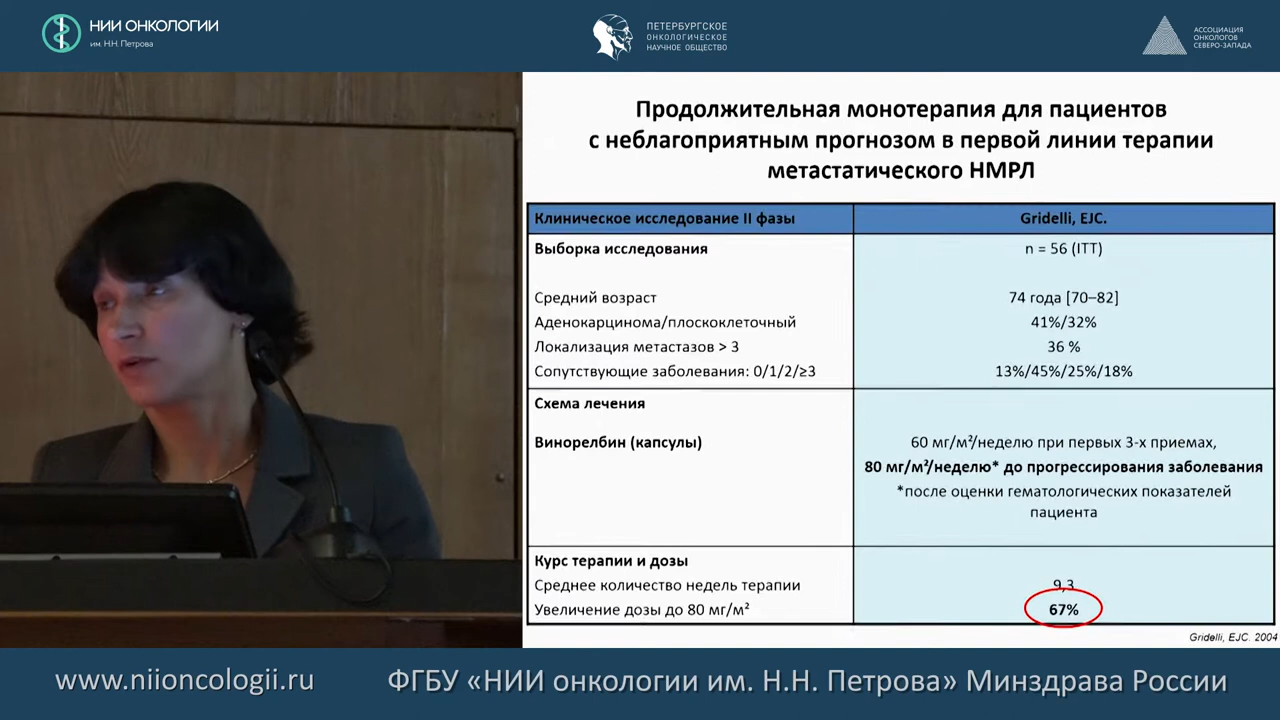 НИИ ОНКОЛОГИИ
им. Н.Н. Петрова
ПЕТЕРБУРГСКОЕ
ОНКОЛОГИЧЕСКОЕ
НАУЧНОЕ ОБЩЕСТВО
АССОЦИАЦИЯ
ОНКОЛОГОВ
СЕВЕРО-ЗАПАДА
Продолжительная монотерапия для пациентов
с неблагоприятным прогнозом в первой линии терапии
метастатического НМРЛ
Клиническое исследование II фазы Gridelli, EJC.
Выборка исследования n = 56 (ITT)
Средний возраст 74 года [70–82]
Аденокарцинома/плоскоклеточный 41%/32%
Локализация метастазов > 3 36 %
Сопутствующие заболевания: 0/1/2/≥3 13%/45%/25%/18%
Схема лечения
Винорелбин (капсулы) 60 мг/м²/неделю при первых 3-х приемах,
80 мг/м²/неделю* до прогрессирования заболевания
*после оценки гематологических показателей
пациента
Курс терапии и дозы
Среднее количество недель терапии 9,3
Увеличение дозы до 80 мг/м² 67%
Gridelli, EJC. 2004
www.niioncologii.ru ФГБУ «НИИ онкологии им. Н.Н. Петрова» Минздрава России